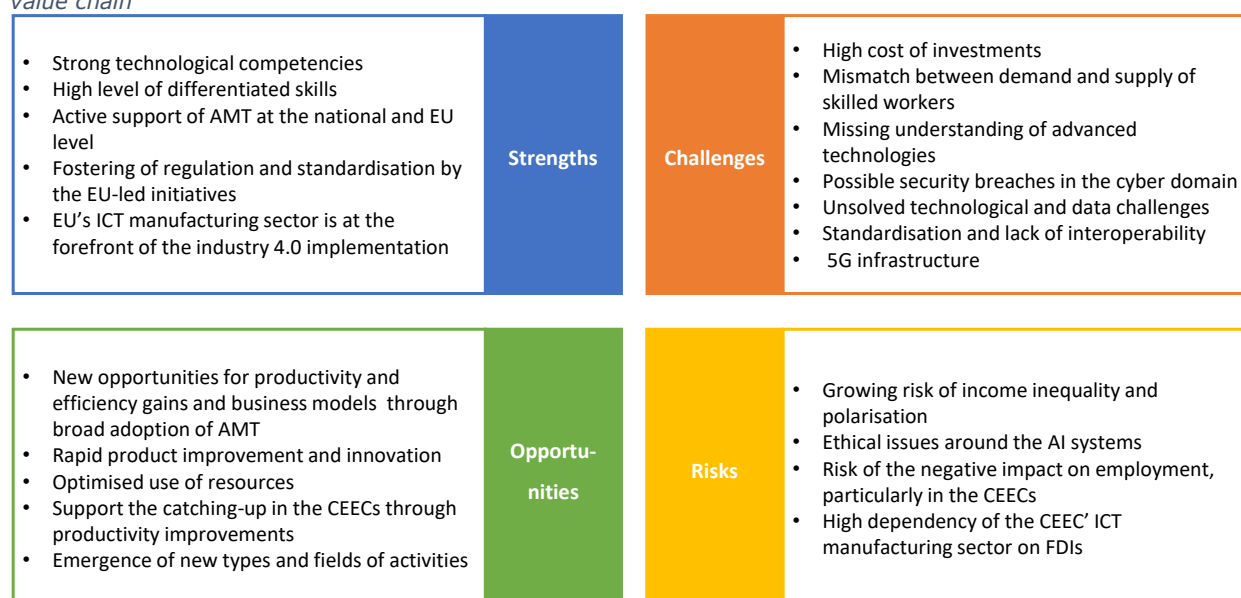 value chain
• Strong technological competencies
• High level of differentiated skills
• Active support of AMT at the national and EU
level
• Fostering of regulation and standardisation by
the EU-led initiatives
• EU's ICT manufacturing sector is at the
forefront of the industry 4.0 implementation
Strengths
Challenges
• High cost of investments
• Mismatch between demand and supply of
skilled workers
• Missing understanding of advanced
technologies
• Possible security breaches in the cyber domain
• Unsolved technological and data challenges
• Standardisation and lack of interoperability
• 5G infrastructure
• New opportunities for productivity and
efficiency gains and business models through
broad adoption of AMT
• Rapid product improvement and innovation
• Optimised use of resources
• Support the catching-up in the CEECs through
productivity improvements
• Emergence of new types and fields of activities
Opportu-
nities
Risks
• Growing risk of income inequality and
polarisation
• Ethical issues around the AI systems
• Risk of the negative impact on employment,
particularly in the CEECs
• High dependency of the CEEC' ICT
manufacturing sector on FDIs